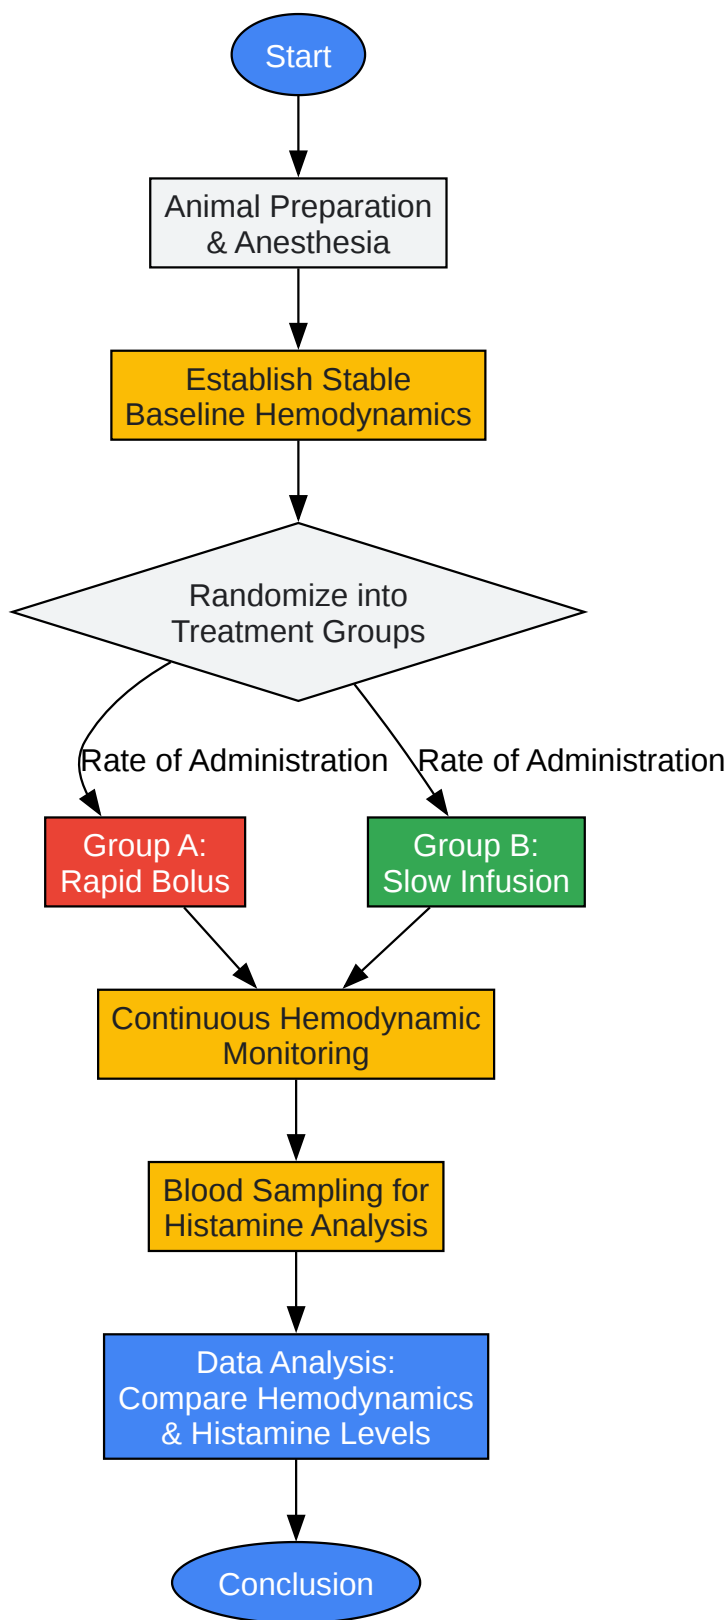 Start
Animal Preparation
& Anesthesia
Establish Stable
Baseline Hemodynamics
Randomize into
Treatment Groups
Rate of Administration
Rate of Administration
Group A:
Rapid Bolus
Group B:
Slow Infusion
Continuous Hemodynamic
Monitoring
Blood Sampling for
Histamine Analysis
Data Analysis:
Compare Hemodynamics
& Histamine Levels
Conclusion